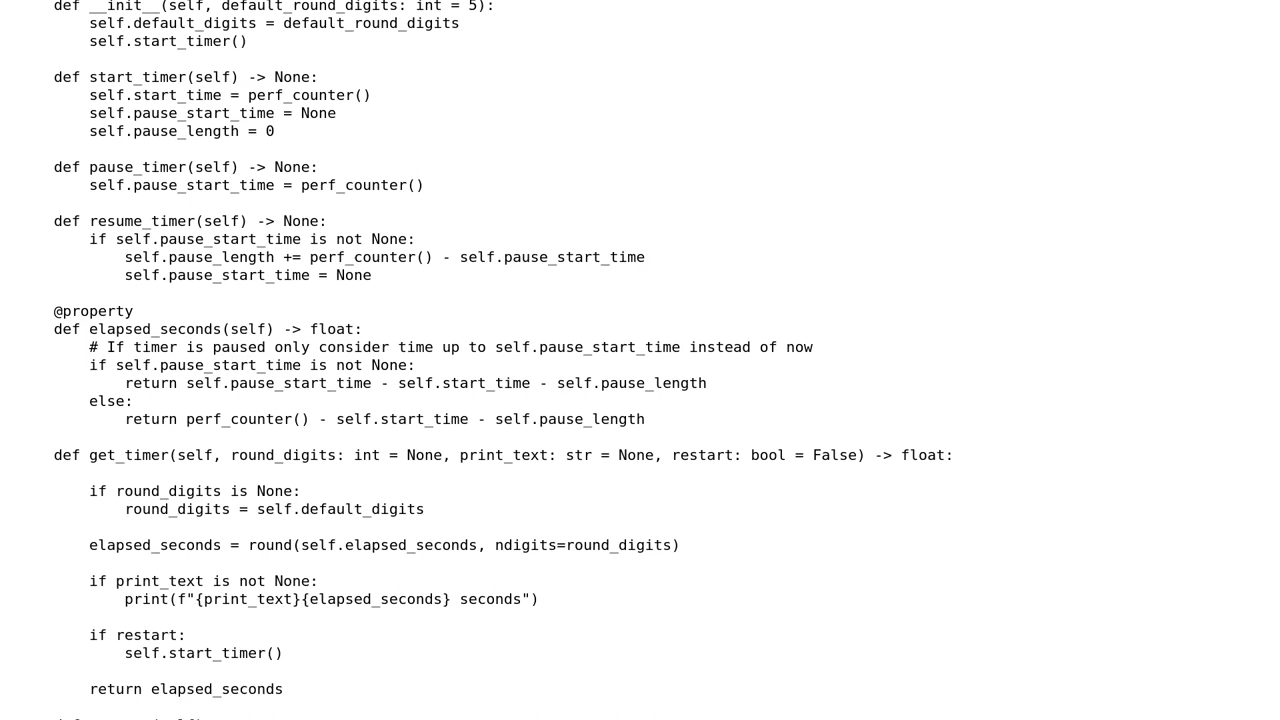 def __init__(self, default_round_digits: int = 5):
        self.default_digits = default_round_digits
        self.start_timer()

    def start_timer(self) -> None:
        self.start_time = perf_counter()
        self.pause_start_time = None
        self.pause_length = 0

    def pause_timer(self) -> None:
        self.pause_start_time = perf_counter()

    def resume_timer(self) -> None:
        if self.pause_start_time is not None:
            self.pause_length += perf_counter() - self.pause_start_time
            self.pause_start_time = None

    @property
    def elapsed_seconds(self) -> float:
        # If timer is paused only consider time up to self.pause_start_time instead of now
        if self.pause_start_time is not None:
            return self.pause_start_time - self.start_time - self.pause_length
        else:
            return perf_counter() - self.start_time - self.pause_length

    def get_timer(self, round_digits: int = None, print_text: str = None, restart: bool = False) -> float:

        if round_digits is None:
            round_digits = self.default_digits

        elapsed_seconds = round(self.elapsed_seconds, ndigits=round_digits)

        if print_text is not None:
            print(f"{print_text}{elapsed_seconds} seconds")

        if restart:
            self.start_timer()

        return elapsed_seconds